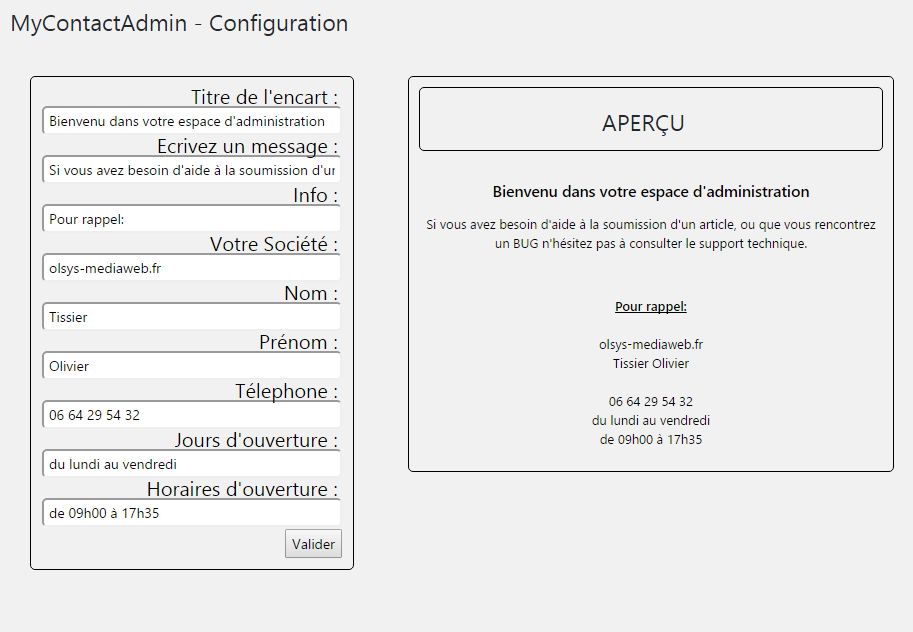 MyContactAdmin - Configuration
Titre de l'encart :
Bienvenu dans votre espace d'administration
Ecrivez un message :
Si vous avez besoin d'aide à la soumission d'ur
Info :
Pour rappel:
Votre Société :
olsys-mediaweb.fr
Nom :
Tissier
Prénom :
Olivier
Télephone :
06 64 29 54 32
Jours d'ouverture :
du lundi au vendredi
Horaires d'ouverture :
de 09h00 à 17h35
Valider
APERÇU
Bienvenu dans votre espace d'administration
Si vous avez besoin d'aide à la soumission d'un article, ou que vous rencontrez
un BUG n'hésitez pas à consulter le support technique.
Pour rappel:
olsys-mediaweb.fr
Tissier Olivier
06 64 29 54 32
du lundi au vendredi
de 09h00 à 17h35